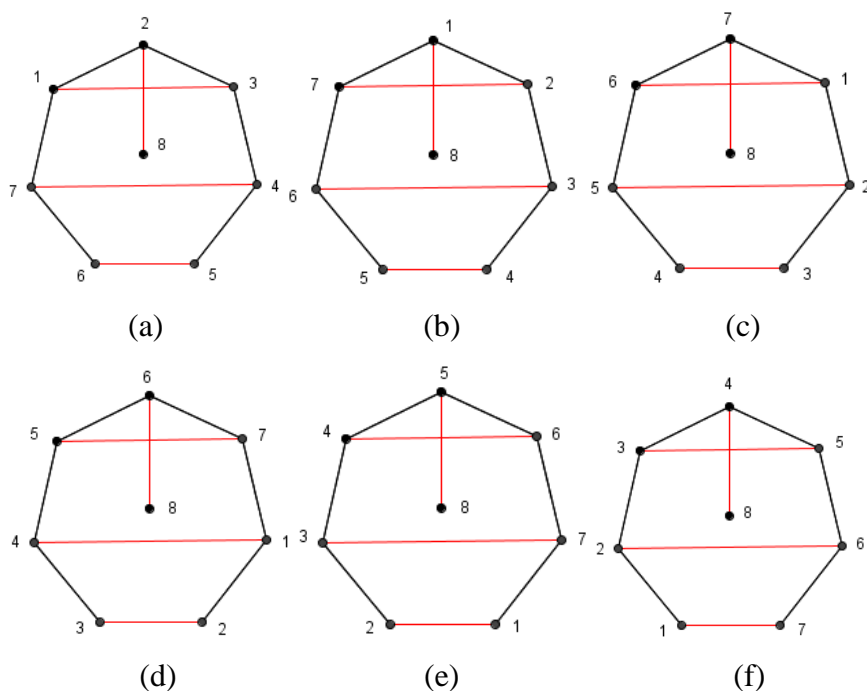 2 1 7
1 3 7 2 6 1
8 8 8
7 4 6 3 5 2
6 5 5 4 4 3
(a) (b) (c)
6 5 4
5 7 4 6 3 5
8 8 8
4 1 3 7 2 6
3 2 2 1 1 7
(d) (e) (f)